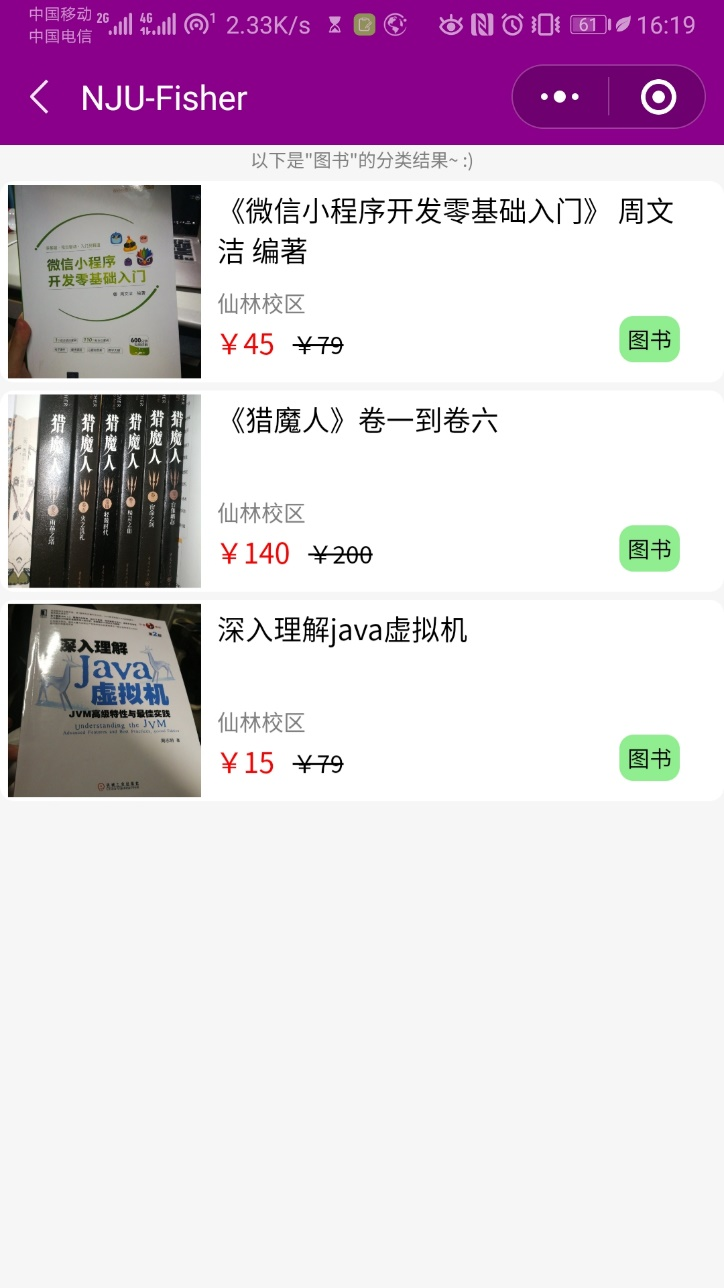 中国移动 2G 4G 2.33K/s 61 16:19
中国电信
NJU-Fisher
以下是"图书"的分类结果~ :)
《微信小程序开发零基础入门》 周文
洁 编著
仙林校区
￥45 ￥79
图书
微信小程序
开发零基础入门
《猎魔人》卷一到卷六
仙林校区
￥140 ￥200
图书
猎魔人 猎魔人 猎魔人 猎魔人 猎魔人 猎魔人
深入理解java虚拟机
仙林校区
￥15 ￥79
图书
深入理解
Java
虚拟机
JVM高级特性与最佳实践
Understanding the JVM